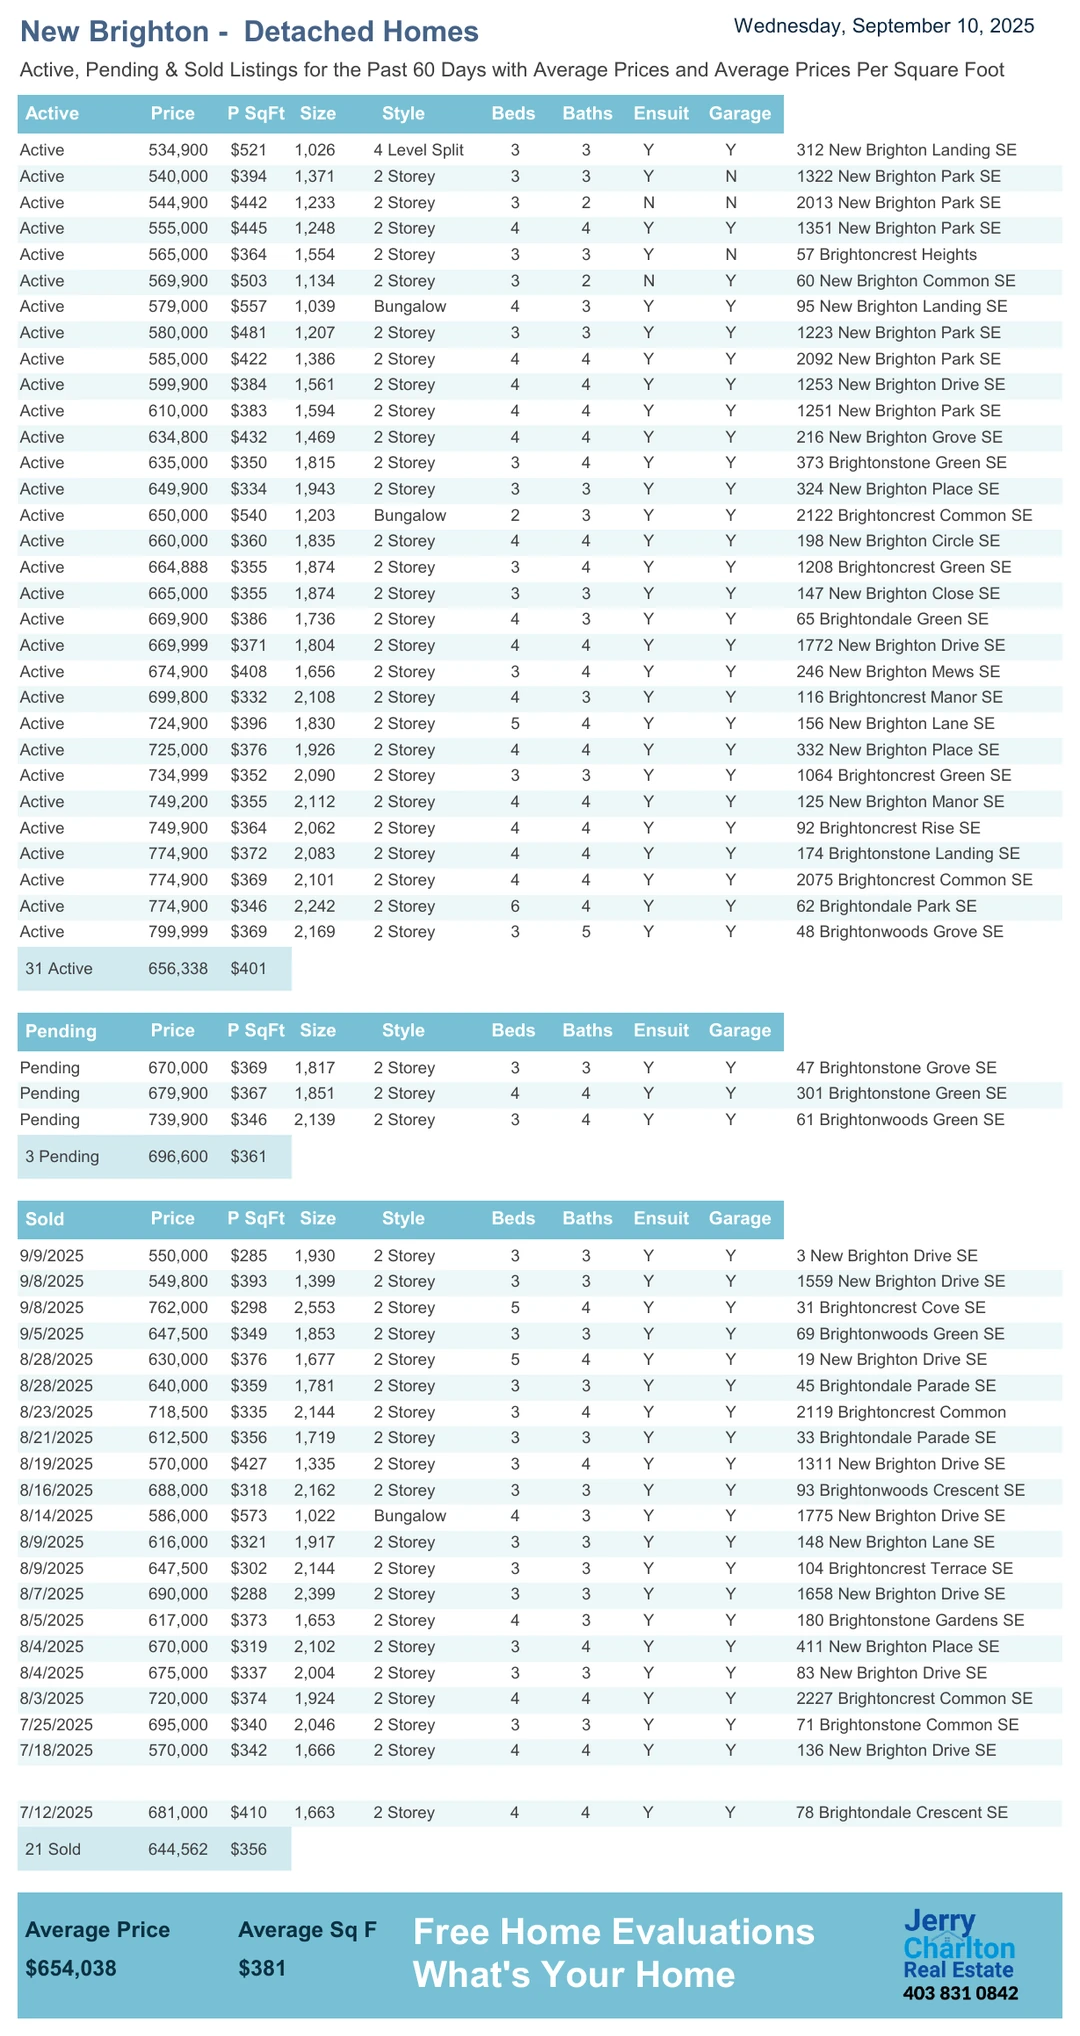 New Brighton - Detached Homes
Wednesday, September 10, 2025
Active, Pending & Sold Listings for the Past 60 Days with Average Prices and Average Prices Per Square Foot
Active Price P SqFt Size Style Beds Baths Ensuit Garage
Active 534,900 $521 1,026 4 Level Split 3 3 Y Y 312 New Brighton Landing SE
Active 540,000 $394 1,371 2 Storey 3 3 Y N 1322 New Brighton Park SE
Active 544,900 $442 1,233 2 Storey 3 2 N N 2013 New Brighton Park SE
Active 555,000 $445 1,248 2 Storey 4 4 Y Y 1351 New Brighton Park SE
Active 565,000 $364 1,554 2 Storey 3 3 Y N 57 Brightoncrest Heights
Active 569,900 $503 1,134 2 Storey 3 2 N Y 60 New Brighton Common SE
Active 579,000 $557 1,039 Bungalow 4 3 Y Y 95 New Brighton Landing SE
Active 580,000 $481 1,207 2 Storey 3 3 Y Y 1223 New Brighton Park SE
Active 585,000 $422 1,386 2 Storey 4 4 Y Y 2092 New Brighton Park SE
Active 599,900 $384 1,561 2 Storey 4 4 Y Y 1253 New Brighton Drive SE
Active 610,000 $383 1,594 2 Storey 4 4 Y Y 1251 New Brighton Park SE
Active 634,800 $432 1,469 2 Storey 4 4 Y Y 216 New Brighton Grove SE
Active 635,000 $350 1,815 2 Storey 3 4 Y Y 373 Brightonstone Green SE
Active 649,900 $334 1,943 2 Storey 3 3 Y Y 324 New Brighton Place SE
Active 650,000 $540 1,203 Bungalow 2 3 Y Y 2122 Brightoncrest Common SE
Active 660,000 $360 1,835 2 Storey 4 4 Y Y 198 New Brighton Circle SE
Active 664,888 $355 1,874 2 Storey 3 4 Y Y 1208 Brightoncrest Green SE
Active 665,000 $355 1,874 2 Storey 3 3 Y Y 147 New Brighton Close SE
Active 669,900 $386 1,736 2 Storey 4 3 Y Y 65 Brightondale Green SE
Active 669,999 $371 1,804 2 Storey 4 4 Y Y 1772 New Brighton Drive SE
Active 674,900 $408 1,656 2 Storey 3 4 Y Y 246 New Brighton Mews SE
Active 699,800 $332 2,108 2 Storey 4 3 Y Y 116 Brightoncrest Manor SE
Active 724,900 $396 1,830 2 Storey 5 4 Y Y 156 New Brighton Lane SE
Active 725,000 $376 1,926 2 Storey 4 4 Y Y 332 New Brighton Place SE
Active 734,999 $352 2,090 2 Storey 3 3 Y Y 1064 Brightoncrest Green SE
Active 749,200 $355 2,112 2 Storey 4 4 Y Y 125 New Brighton Manor SE
Active 749,900 $364 2,062 2 Storey 4 4 Y Y 92 Brightoncrest Rise SE
Active 774,900 $372 2,083 2 Storey 4 4 Y Y 174 Brightonstone Landing SE
Active 774,900 $369 2,101 2 Storey 4 4 Y Y 2075 Brightoncrest Common SE
Active 774,900 $346 2,242 2 Storey 6 4 Y Y 62 Brightondale Park SE
Active 799,999 $369 2,169 2 Storey 3 5 Y Y 48 Brightonwoods Grove SE
31 Active 656,338 $401
Pending Price P SqFt Size Style Beds Baths Ensuit Garage
Pending 670,000 $369 1,817 2 Storey 3 3 Y Y 47 Brightonstone Grove SE
Pending 679,900 $367 1,851 2 Storey 4 4 Y Y 301 Brightonstone Green SE
Pending 739,900 $346 2,139 2 Storey 3 4 Y Y 61 Brightonwoods Green SE
3 Pending 696,600 $361
Sold Price P SqFt Size Style Beds Baths Ensuit Garage
9/9/2025 550,000 $285 1,930 2 Storey 3 3 Y Y 3 New Brighton Drive SE
9/8/2025 549,800 $393 1,399 2 Storey 3 3 Y Y 1559 New Brighton Drive SE
9/8/2025 762,000 $298 2,553 2 Storey 5 4 Y Y 31 Brightoncrest Cove SE
9/5/2025 647,500 $349 1,853 2 Storey 3 3 Y Y 69 Brightonwoods Green SE
8/28/2025 630,000 $376 1,677 2 Storey 5 4 Y Y 19 New Brighton Drive SE
8/28/2025 640,000 $359 1,781 2 Storey 3 3 Y Y 45 Brightondale Parade SE
8/23/2025 718,500 $335 2,144 2 Storey 3 4 Y Y 2119 Brightoncrest Common
8/21/2025 612,500 $356 1,719 2 Storey 3 3 Y Y 33 Brightondale Parade SE
8/19/2025 570,000 $427 1,335 2 Storey 3 4 Y Y 1311 New Brighton Drive SE
8/16/2025 688,000 $318 2,162 2 Storey 3 3 Y Y 93 Brightonwoods Crescent SE
8/14/2025 586,000 $573 1,022 Bungalow 4 3 Y Y 1775 New Brighton Drive SE
8/9/2025 616,000 $321 1,917 2 Storey 3 3 Y Y 148 New Brighton Lane SE
8/9/2025 647,500 $302 2,144 2 Storey 3 3 Y Y 104 Brightoncrest Terrace SE
8/7/2025 690,000 $288 2,399 2 Storey 3 3 Y Y 1658 New Brighton Drive SE
8/5/2025 617,000 $373 1,653 2 Storey 4 3 Y Y 180 Brightonstone Gardens SE
8/4/2025 670,000 $319 2,102 2 Storey 3 4 Y Y 411 New Brighton Place SE
8/4/2025 675,000 $337 2,004 2 Storey 3 3 Y Y 83 New Brighton Drive SE
8/3/2025 720,000 $374 1,924 2 Storey 4 4 Y Y 2227 Brightoncrest Common SE
7/25/2025 695,000 $340 2,046 2 Storey 3 3 Y Y 71 Brightonstone Common SE
7/18/2025 570,000 $342 1,666 2 Storey 4 4 Y Y 136 New Brighton Drive SE
7/12/2025 681,000 $410 1,663 2 Storey 4 4 Y Y 78 Brightondale Crescent SE
21 Sold 644,562 $356
Average Price Average Sq F
$654,038 $381
Free Home Evaluations
What's Your Home
Jerry
Charlton
Real Estate
403 831 0842